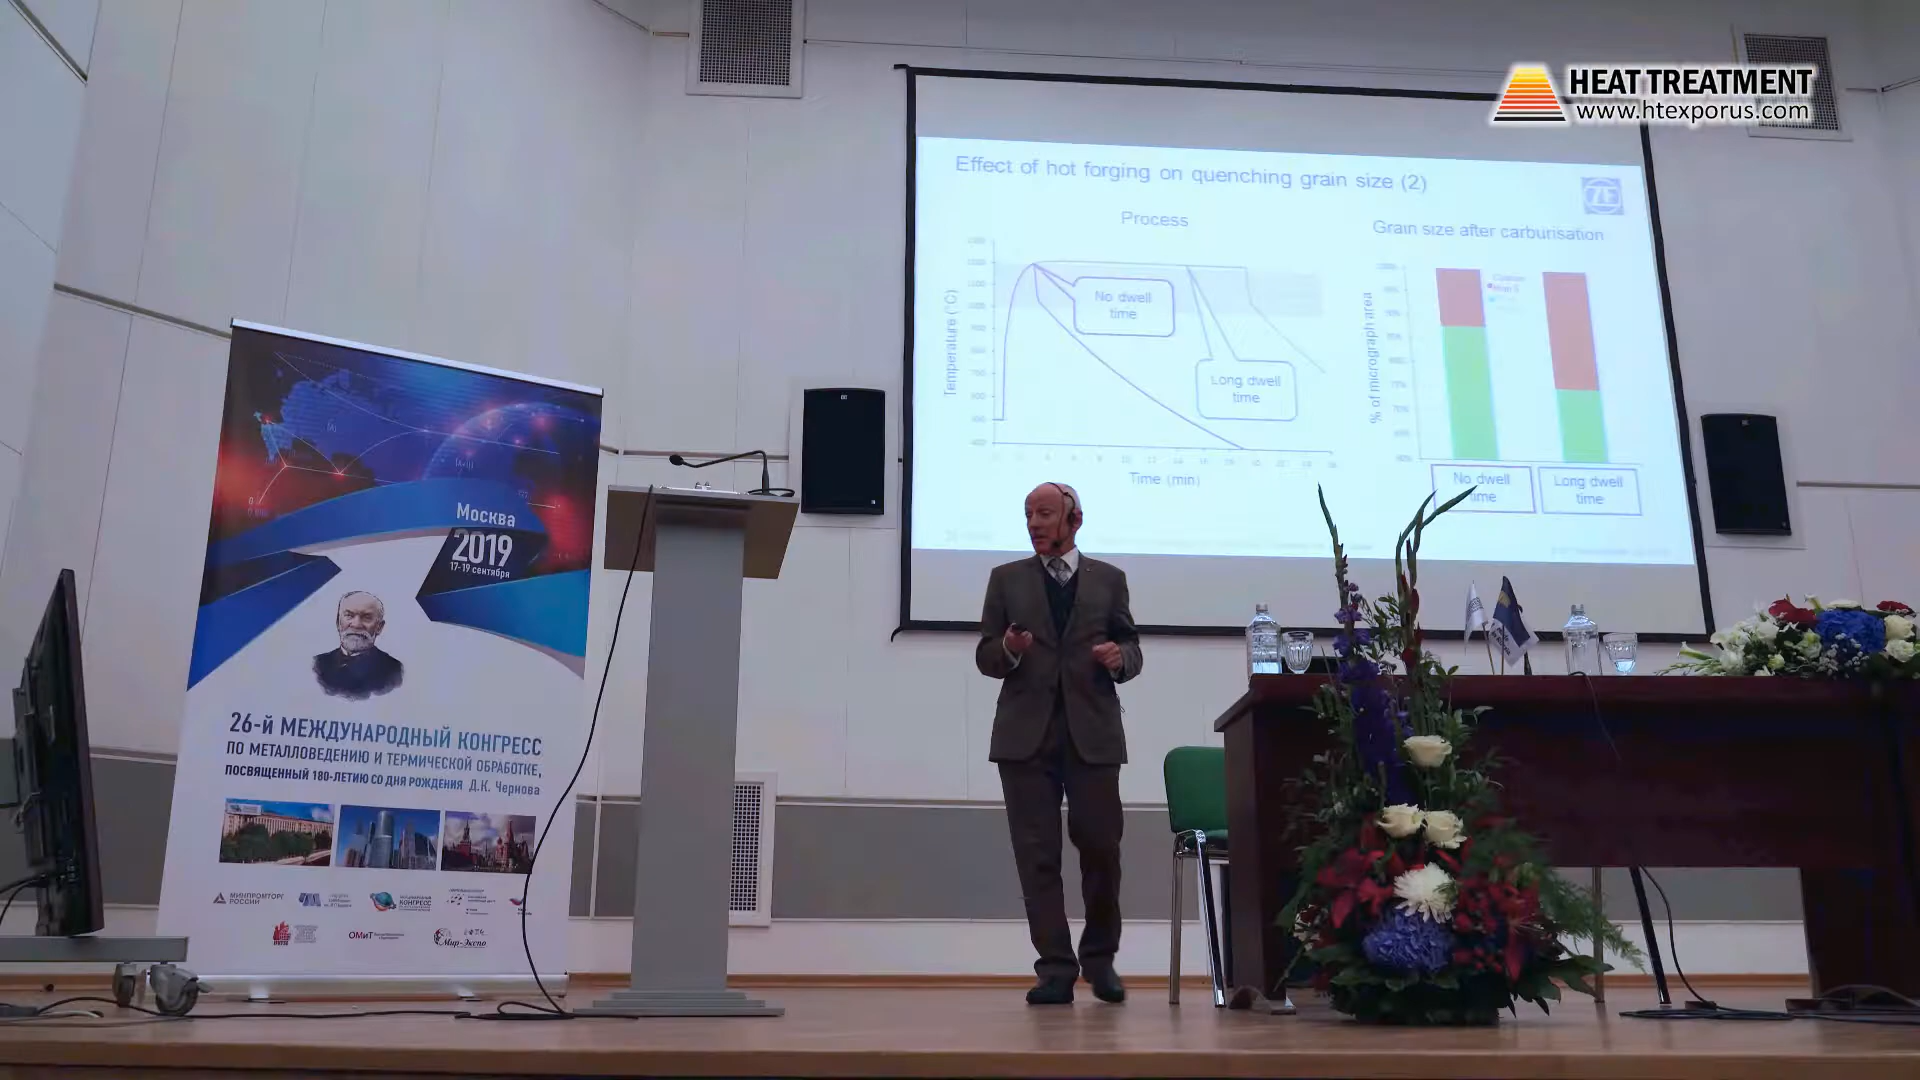 HEAT TREATMENT
www.htexporus.com
Effect of hot forging on quenching grain size (2)
ZF
Process
Grain size after carburisation
Temperature (°C)
No dwell
time
Long dwell
time
Time (min)
% of micrograph area
No dwell
time
Long dwell
time
Москва
2019
17-19 сентября
26-й МЕЖДУНАРОДНЫЙ КОНГРЕСС
ПО МЕТАЛЛОВЕДЕНИЮ И ТЕРМИЧЕСКОЙ ОБРАБОТКЕ,
ПОСВЯЩЕННЫЙ 180-ЛЕТИЮ СО ДНЯ РОЖДЕНИЯ Д.К. Чернова
МИНПРОМТОРГ
РОССИИ
КОНГРЕСС
ОМиТ
Мир-Экспо